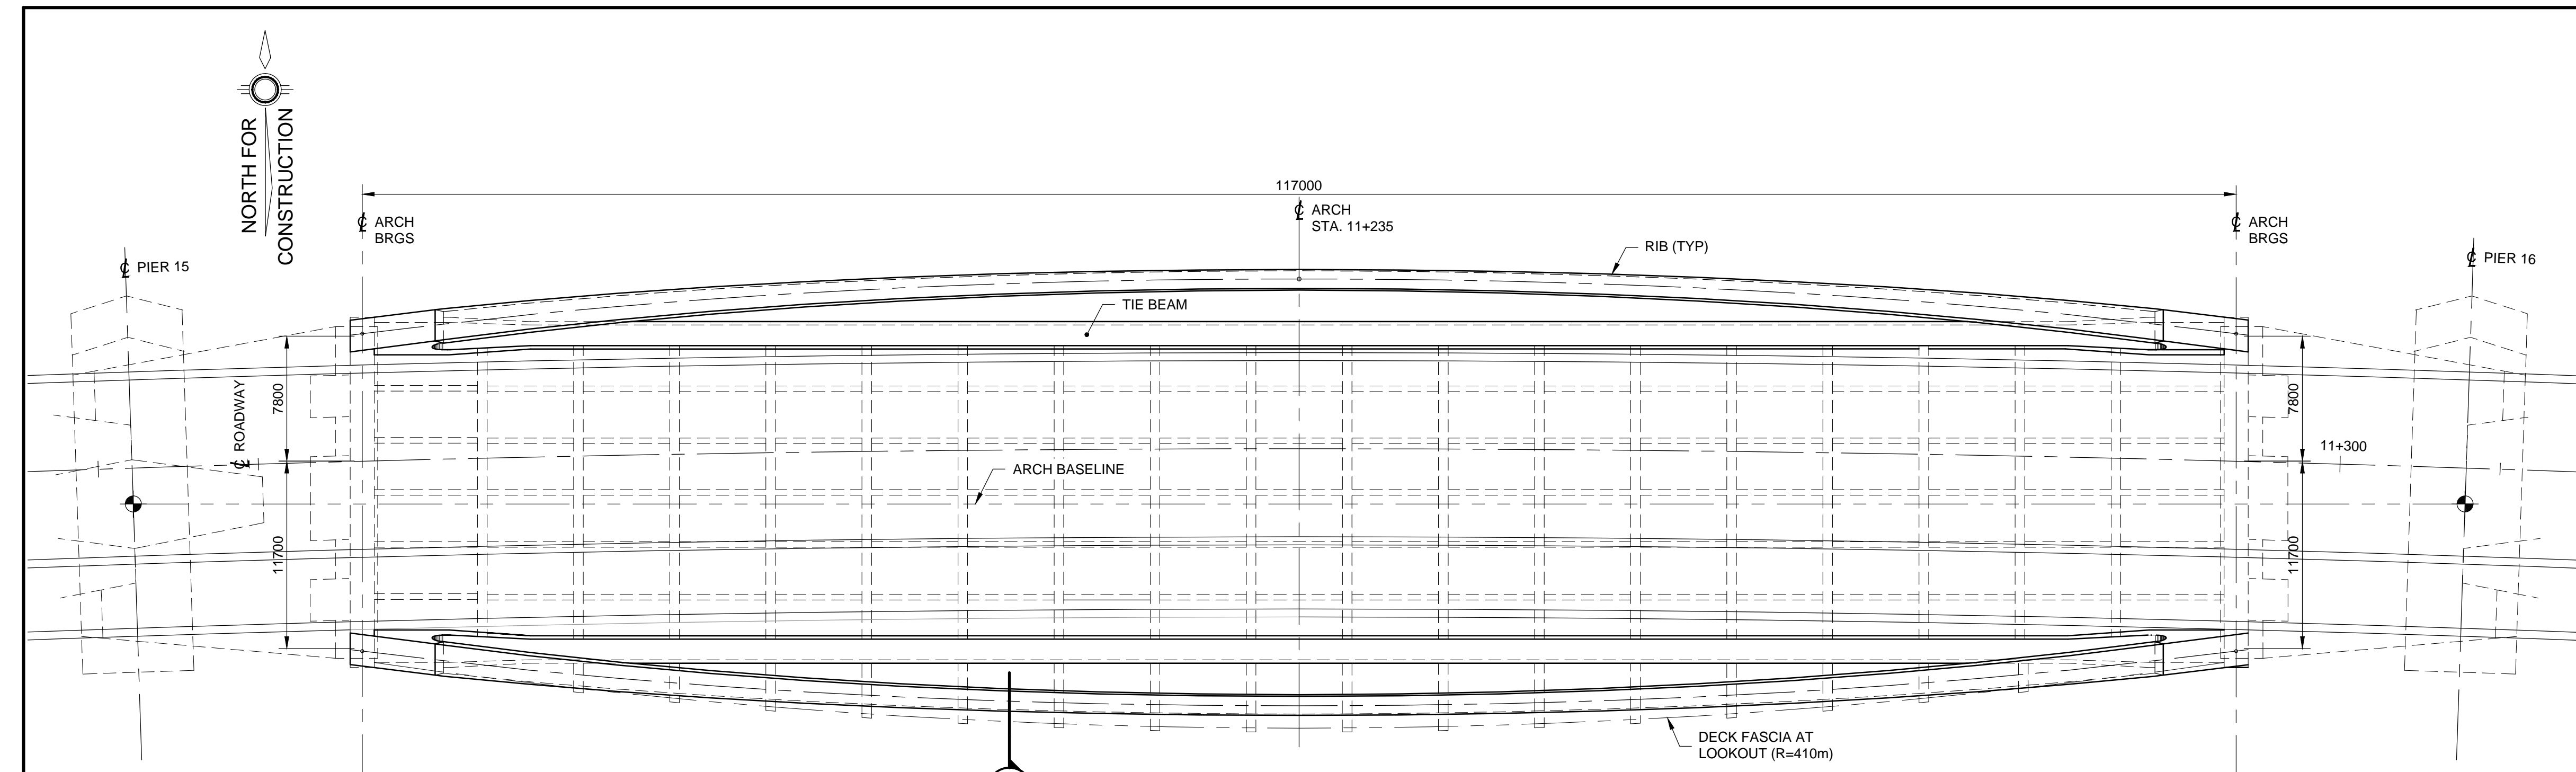 NORTH FOR
CONSTRUCTION
117000
℄ ARCH
BRGS
℄ ARCH
STA. 11+235
℄ ARCH
BRGS
℄ PIER 15
RIB (TYP)
℄ PIER 16
TIE BEAM
℄ ROADWAY
7800
7800
11+300
ARCH BASELINE
11700
11700
DECK FASCIA AT
LOOKOUT (R=410m)